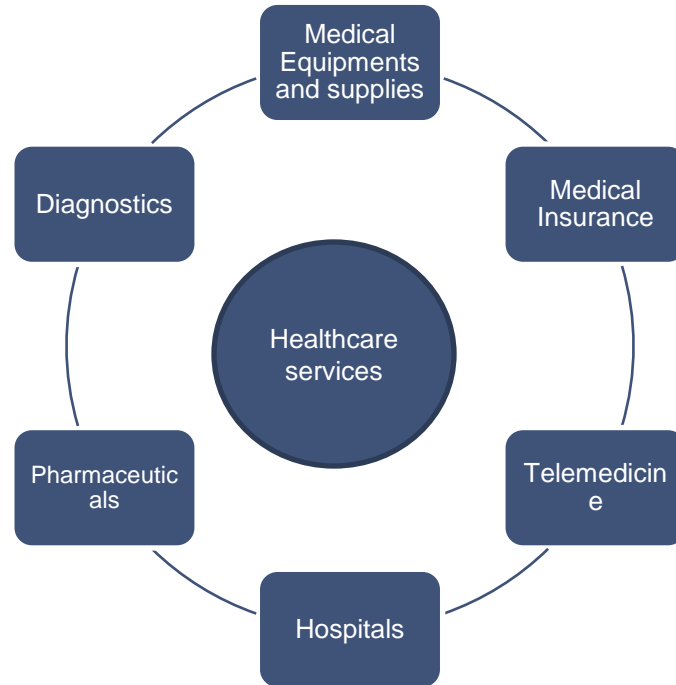 Medical
Equipments
and supplies
Diagnostics
Medical
Insurance
Healthcare
services
Pharmaceutic
als
Telemedicin
e
Hospitals